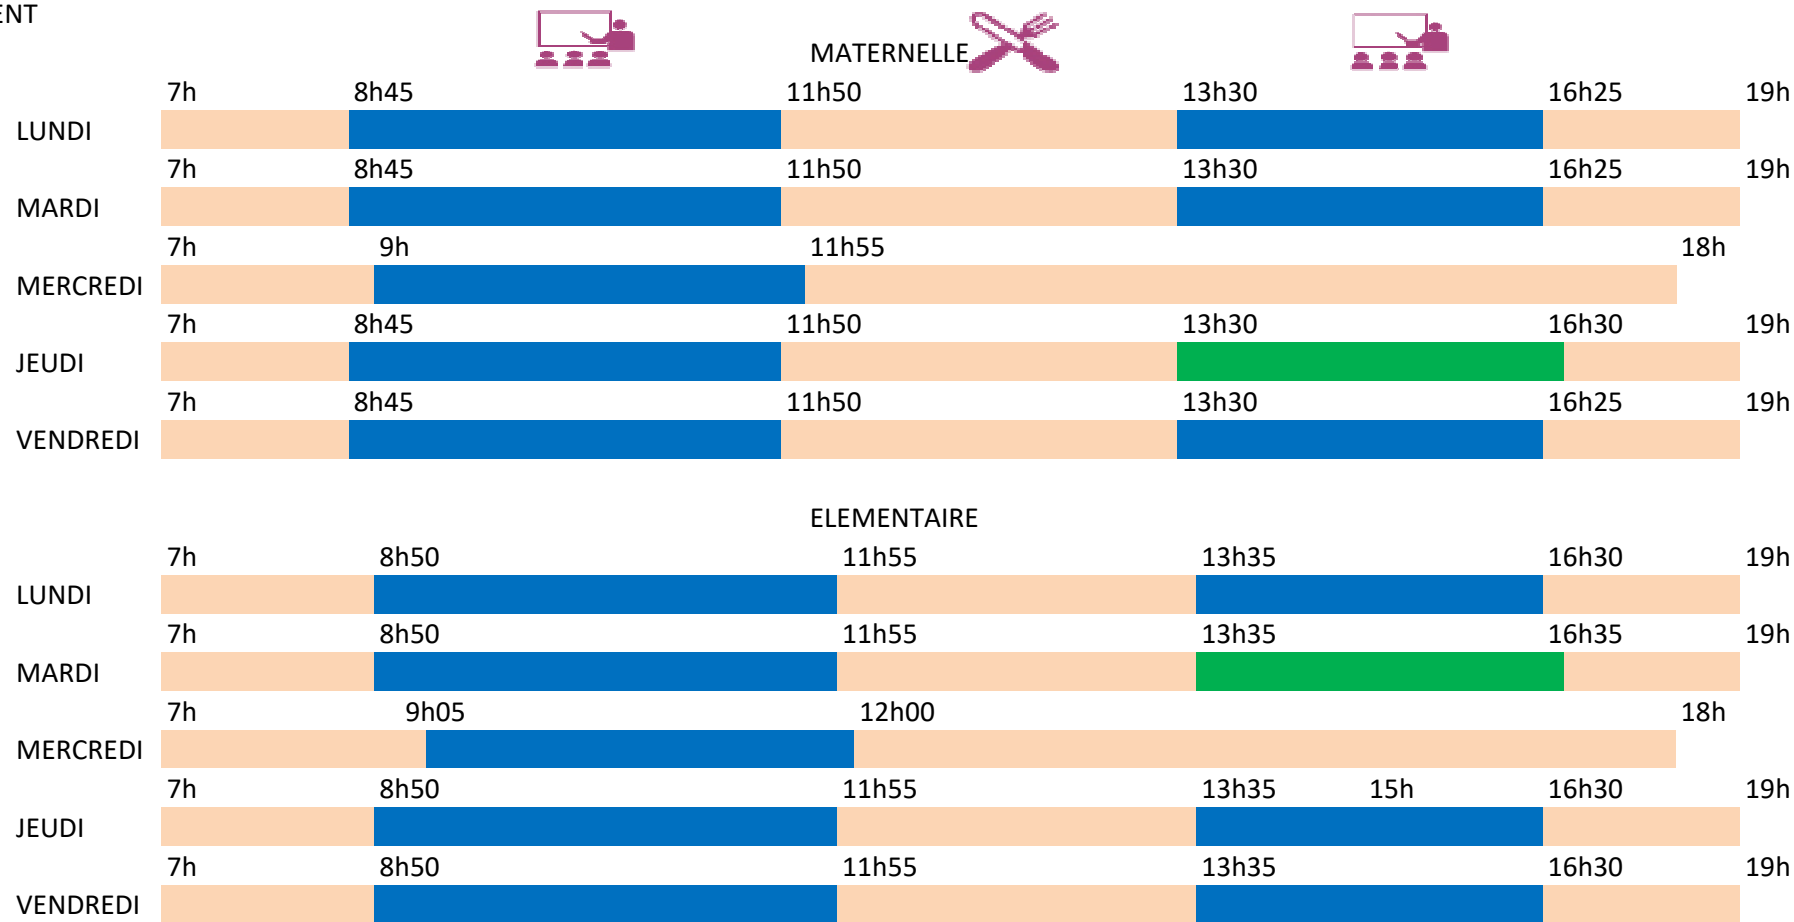 ENT
MATERNELLE
7h 8h45 11h50 13h30 16h25 19h
LUNDI
7h 8h45 11h50 13h30 16h25 19h
MARDI
7h 9h 11h55 18h
MERCREDI
7h 8h45 11h50 13h30 16h30 19h
JEUDI
7h 8h45 11h50 13h30 16h25 19h
VENDREDI
ELEMENTAIRE
7h 8h50 11h55 13h35 16h30 19h
LUNDI
7h 8h50 11h55 13h35 16h35 19h
MARDI
7h 9h05 12h00 18h
MERCREDI
7h 8h50 11h55 13h35 15h 16h30 19h
JEUDI
7h 8h50 11h55 13h35 16h30 19h
VENDREDI